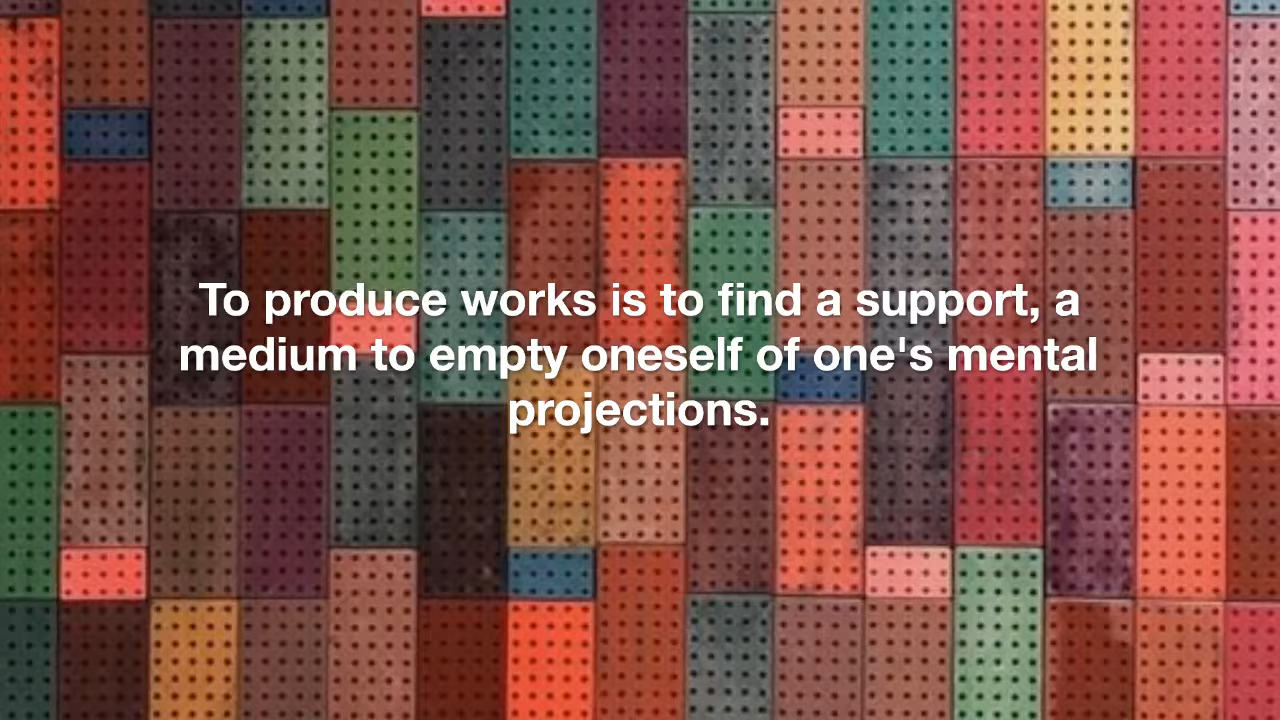 To produce works is to find a support, a
medium to empty oneself of one's mental
projections.